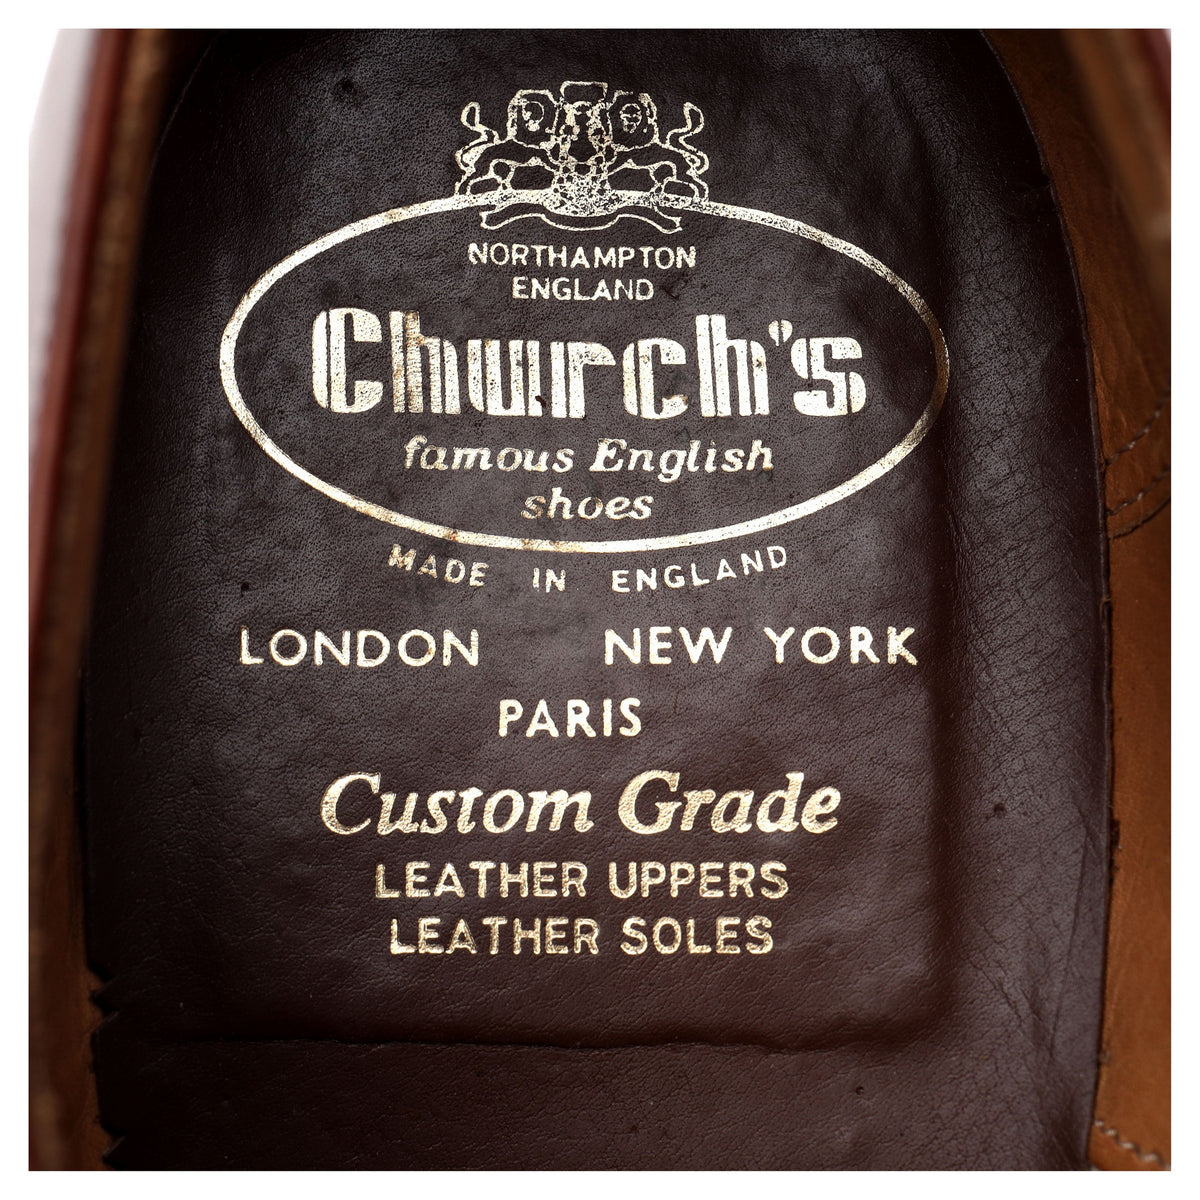 NORTHAMPTON
ENGLAND
Church's
famous English
shoes
MADE IN ENGLAND
LONDON NEW YORK
PARIS
Custom Grade
LEATHER UPPERS
LEATHER SOLES